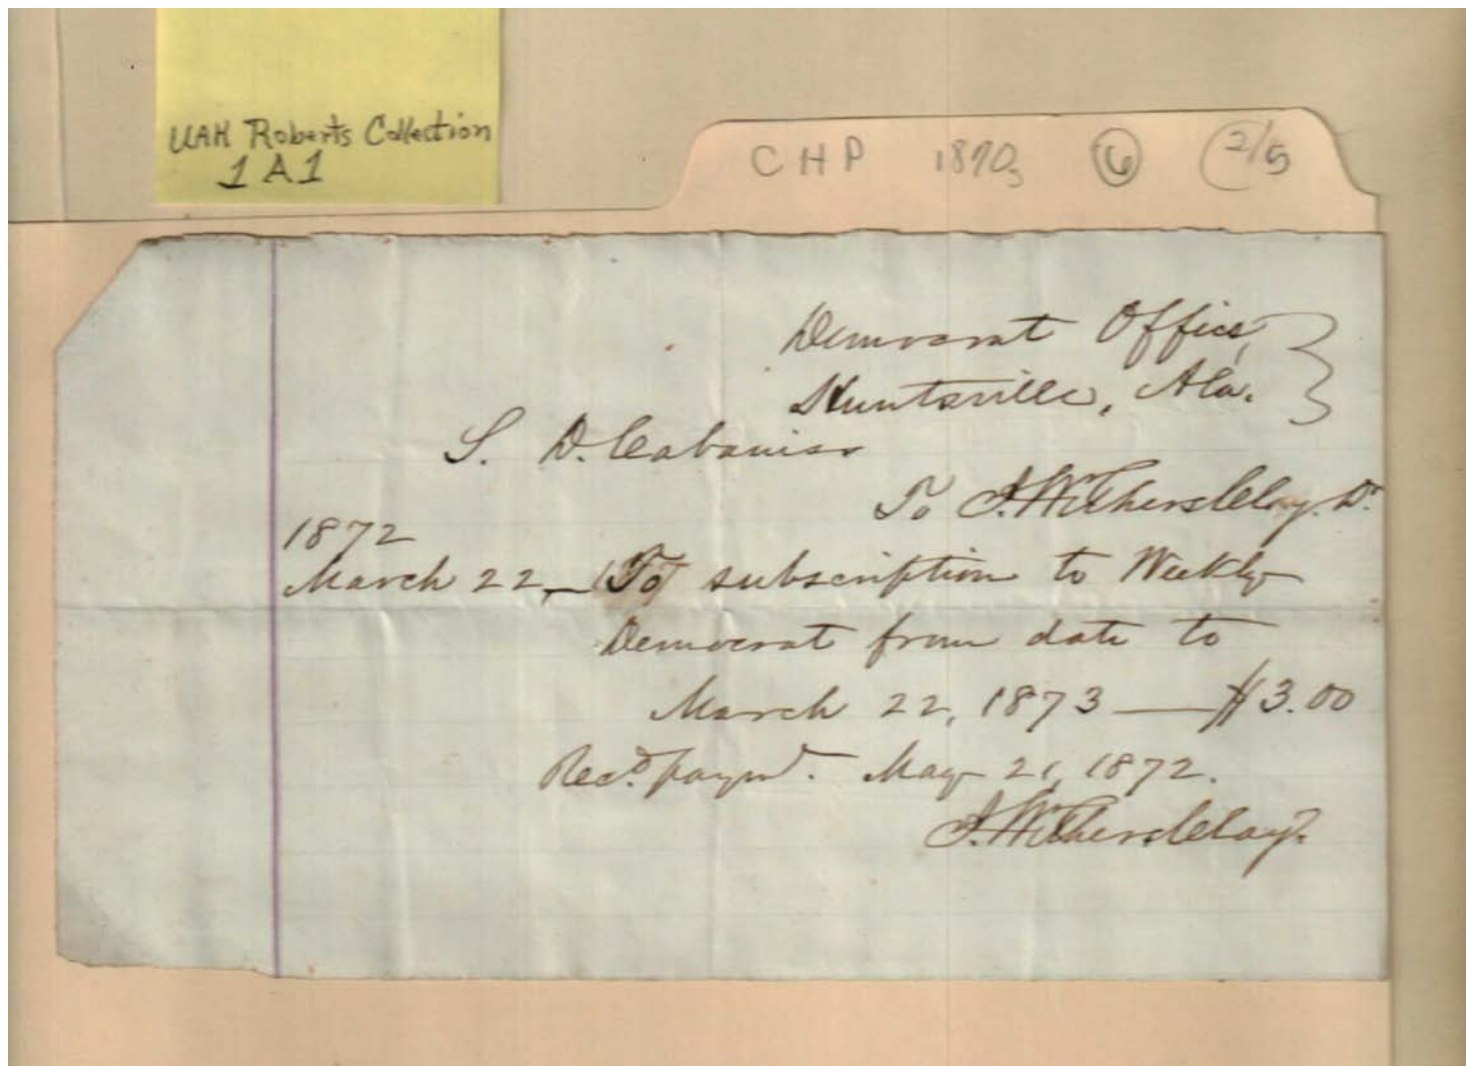 UAH Roberts Collection
1 A 1
CHP 1870s 6 2/5
Democrat Office,
Huntsville, Ala.
S. D. Cabaniss
To J. Withers Clay. Dr.
1872
March 22, – To subscription to Weekly
Democrat from date to
March 22, 1873 — $3.00
Recd. paymt. May 21, 1872.
J. Withers Clay.